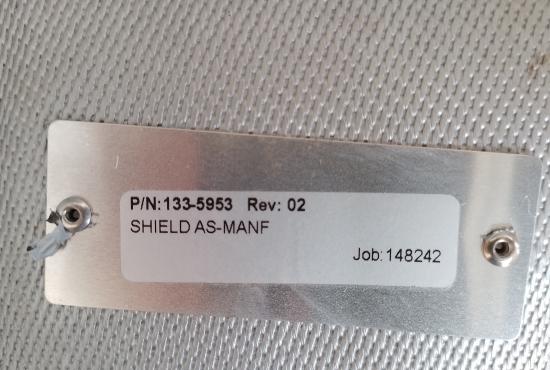 P/N:133-5953 Rev: 02
SHIELD AS-MANF
Job:148242